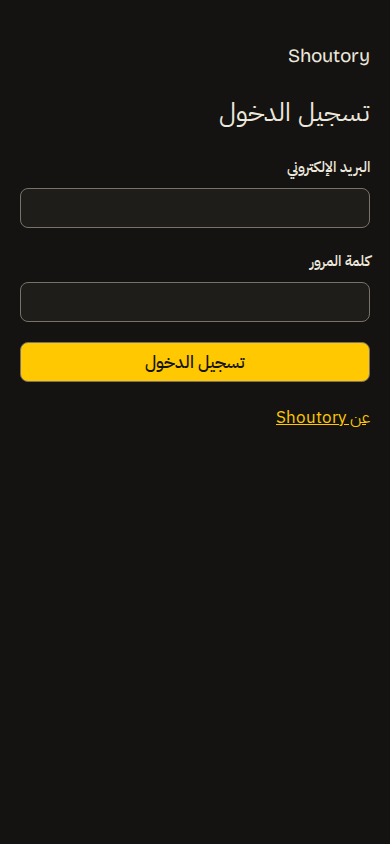 Shoutory
تسجيل الدخول
البريد الإلكتروني
كلمة المرور
تسجيل الدخول
عن Shoutory